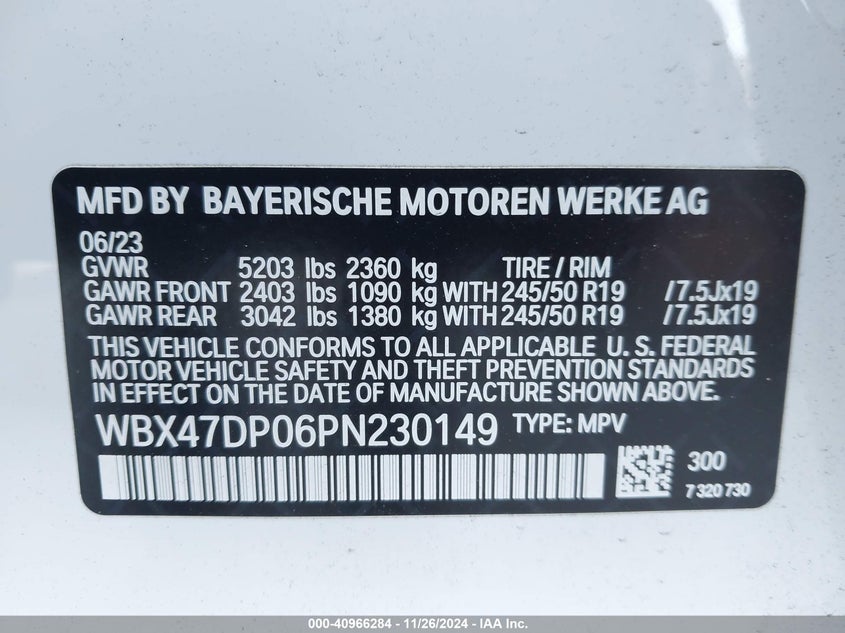 MFD BY BAYERISCHE MOTOREN WERKE AG
06/23
GVWR 5203 lbs 2360 kg TIRE / RIM
GAWR FRONT 2403 lbs 1090 kg WITH 245/50 R19 /7.5Jx19
GAWR REAR 3042 lbs 1380 kg WITH 245/50 R19 /7.5Jx19
THIS VEHICLE CONFORMS TO ALL APPLICABLE U. S. FEDERAL
MOTOR VEHICLE SAFETY AND THEFT PREVENTION STANDARDS
IN EFFECT ON THE DATE OF MANUFACTURE SHOWN ABOVE.
WBX47DP06PN230149 TYPE: MPV
300
7 320 730
000-40966284 - 11/26/2024 - IAA Inc.